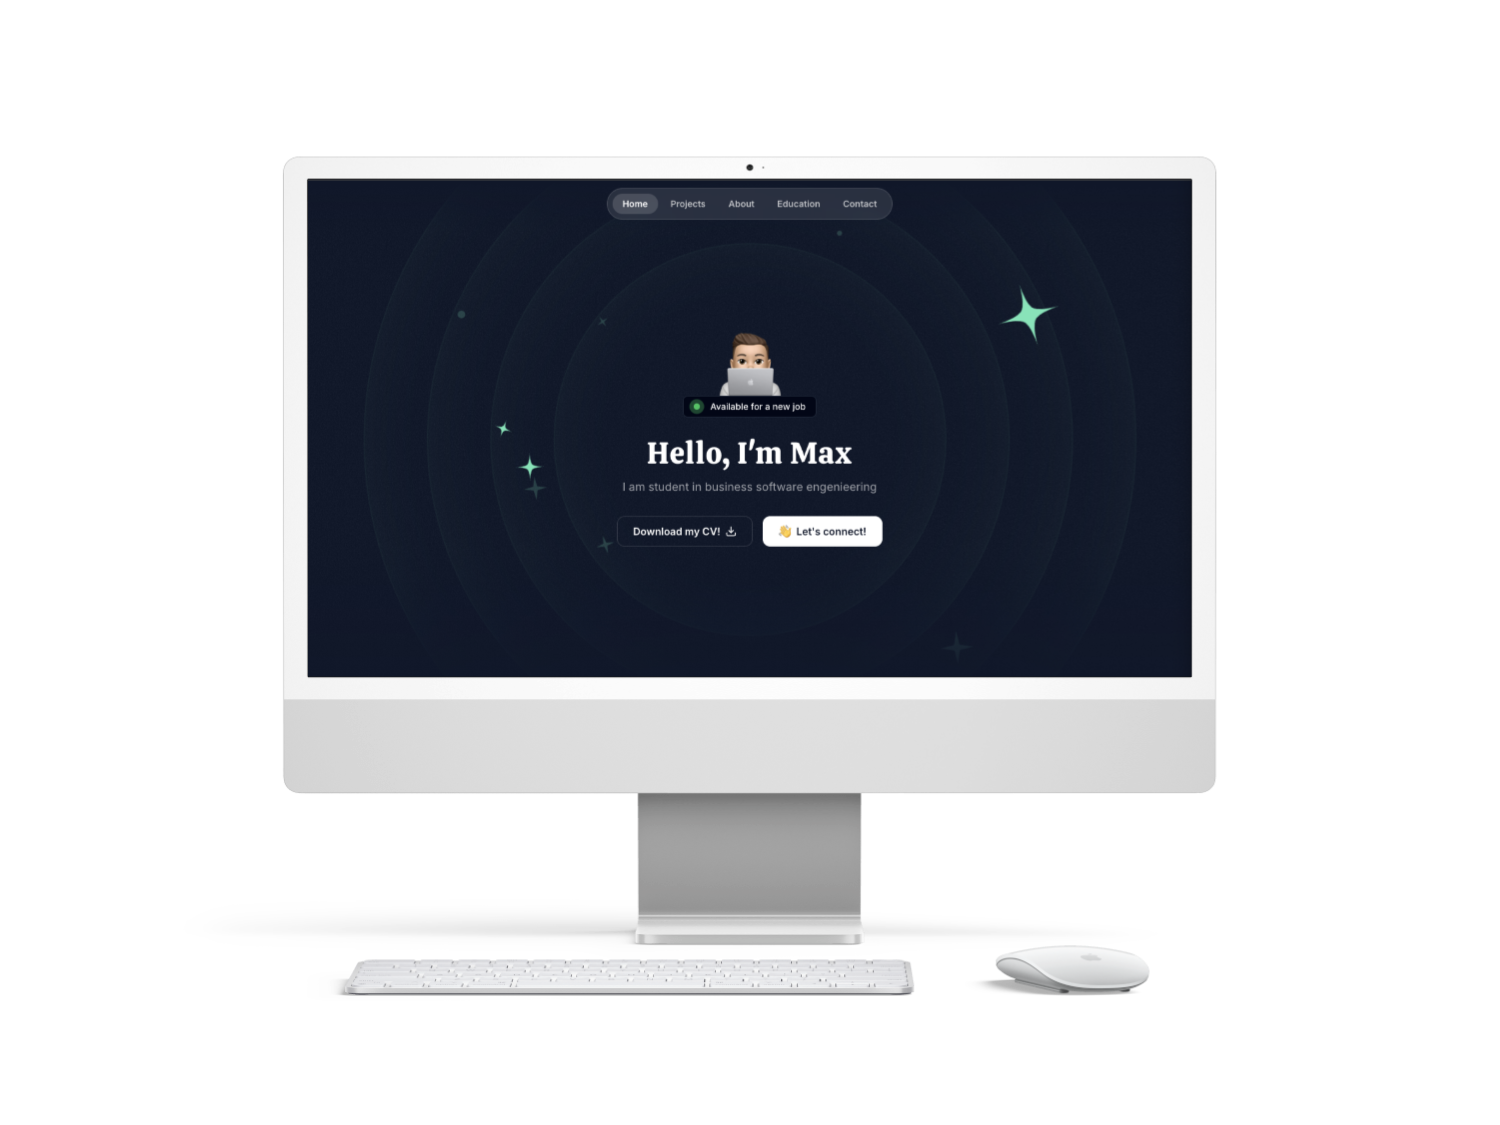 Home Projects About Education Contact
Available for a new job
Hello, I'm Max
I am student in business software engenieering
Download my CV! 👋 Let's connect!